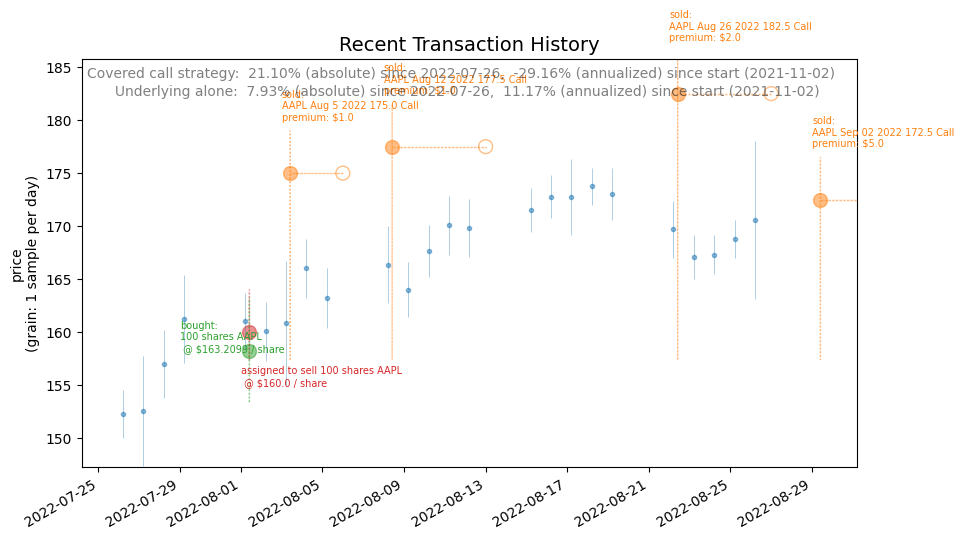 sold:
AAPL Aug 26 2022 182.5 Call
premium: $2.0
Recent Transaction History
sold:
AAPL Aug 12 2022 177.5 Call
premium:
Covered call strategy:  21.10% (absolute) since 2022-07-26,  -29.16% (annualized) since start (2021-11-02)
Underlying alone:  7.93% (absolute) since 2022-07-26,  11.17% (annualized) since start (2021-11-02)
sold:
AAPL Aug 5 2022 175.0 Call
premium: $1.0
sold:
AAPL Sep 02 2022 172.5 Call
premium: $5.0
185
180
175
170
165
160
155
150
price
(grain: 1 sample per day)
bought:
100 shares AAPL
@ / share
assigned to sell 100 shares AAPL
@ $160.0 / share
2022-07-25
2022-07-29
2022-08-01
2022-08-05
2022-08-09
2022-08-13
2022-08-17
2022-08-21
2022-08-25
2022-08-29